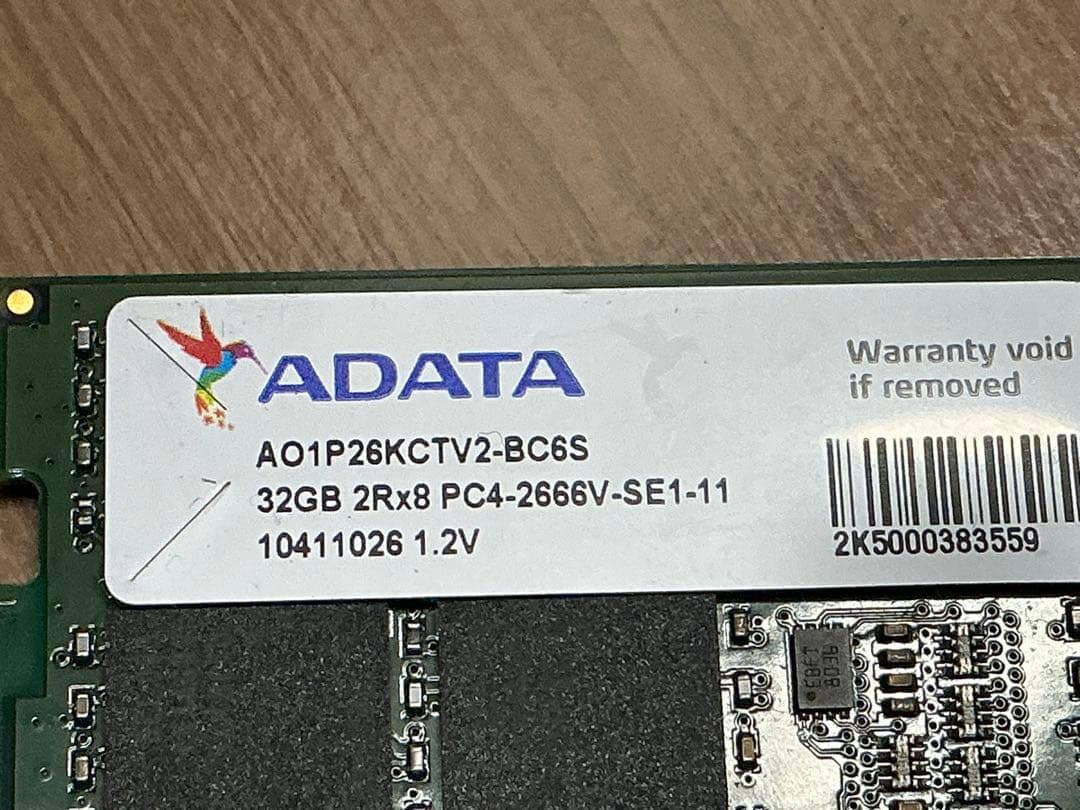 ADATA
Warranty void
if removed
AO1P26KCTV2-BC6S
32GB 2Rx8 PC4-2666V-SE1-11
10411026 1.2V
2K5000383559